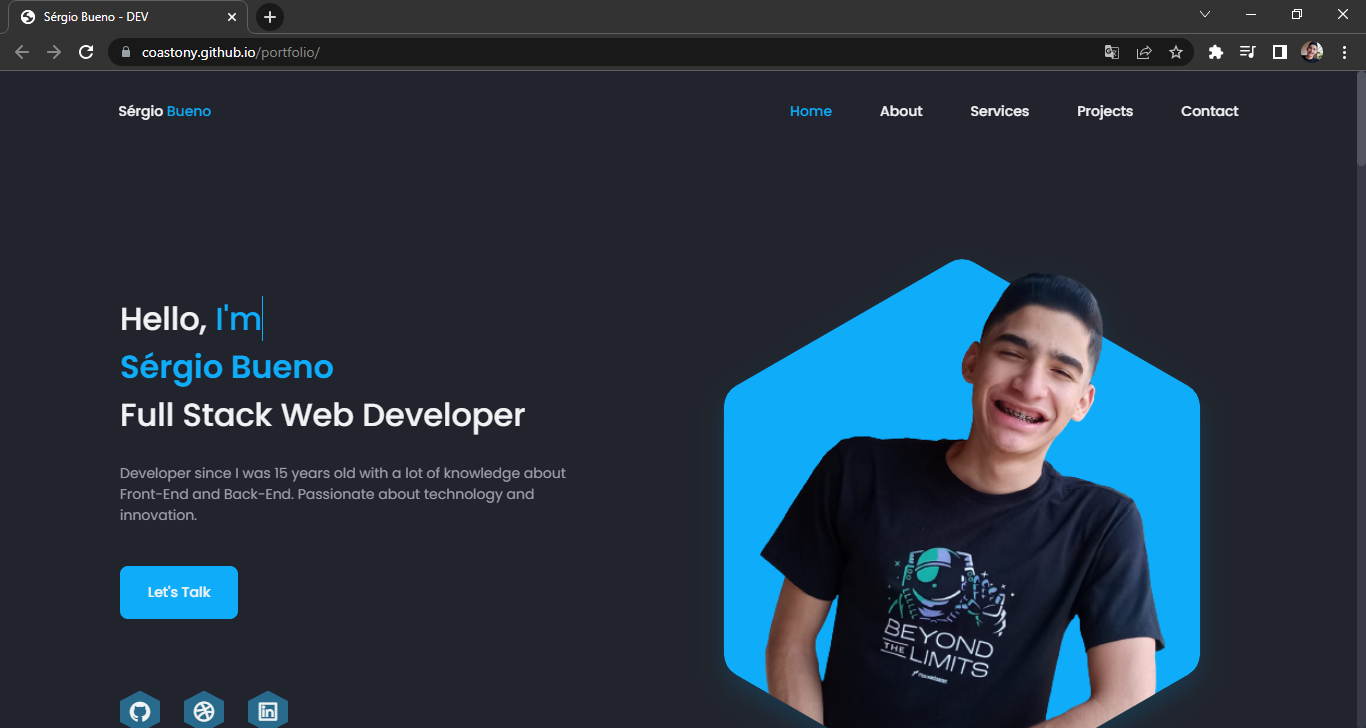 Sérgio Bueno - DEV
coastony.github.io/portfolio/
Sérgio Bueno
Home About Services Projects Contact
Hello, I'm
Sérgio Bueno
Full Stack Web Developer
Developer since I was 15 years old with a lot of knowledge about
Front-End and Back-End. Passionate about technology and
innovation.
Let's Talk
BEYOND
THE LIMITS
in